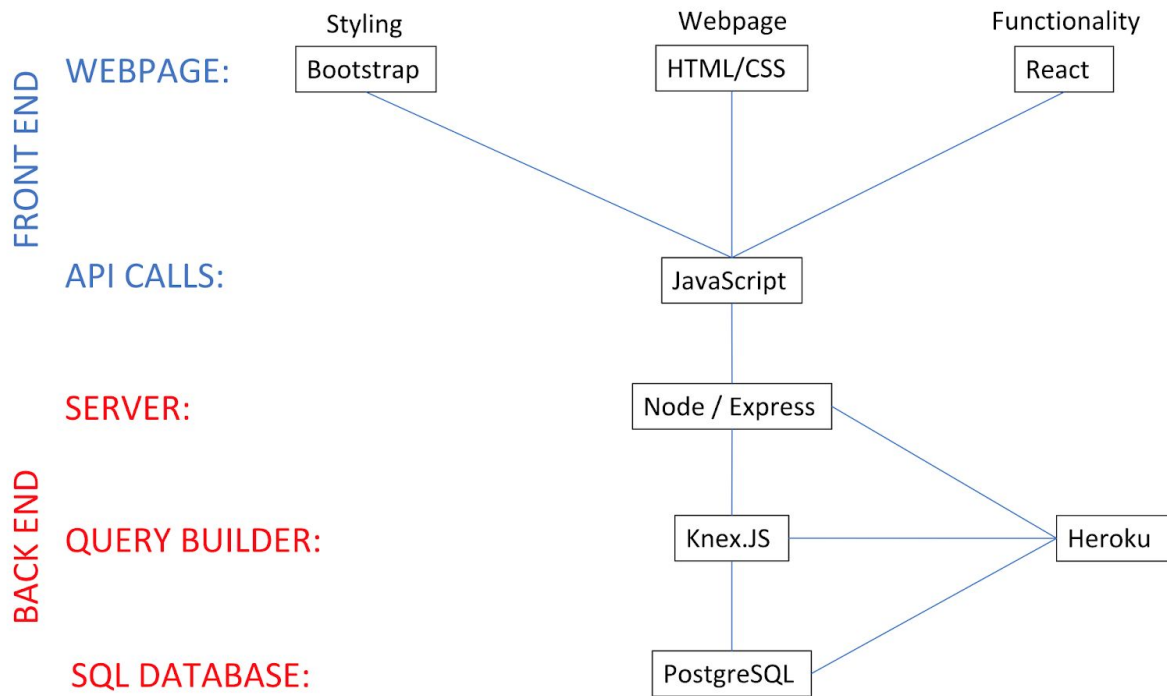 Styling
Webpage
Functionality
WEBPAGE:
Bootstrap
HTML/CSS
React
FRONT END
API CALLS:
JavaScript
SERVER:
Node / Express
BACK END
QUERY BUILDER:
Knex.JS
Heroku
SQL DATABASE:
PostgreSQL